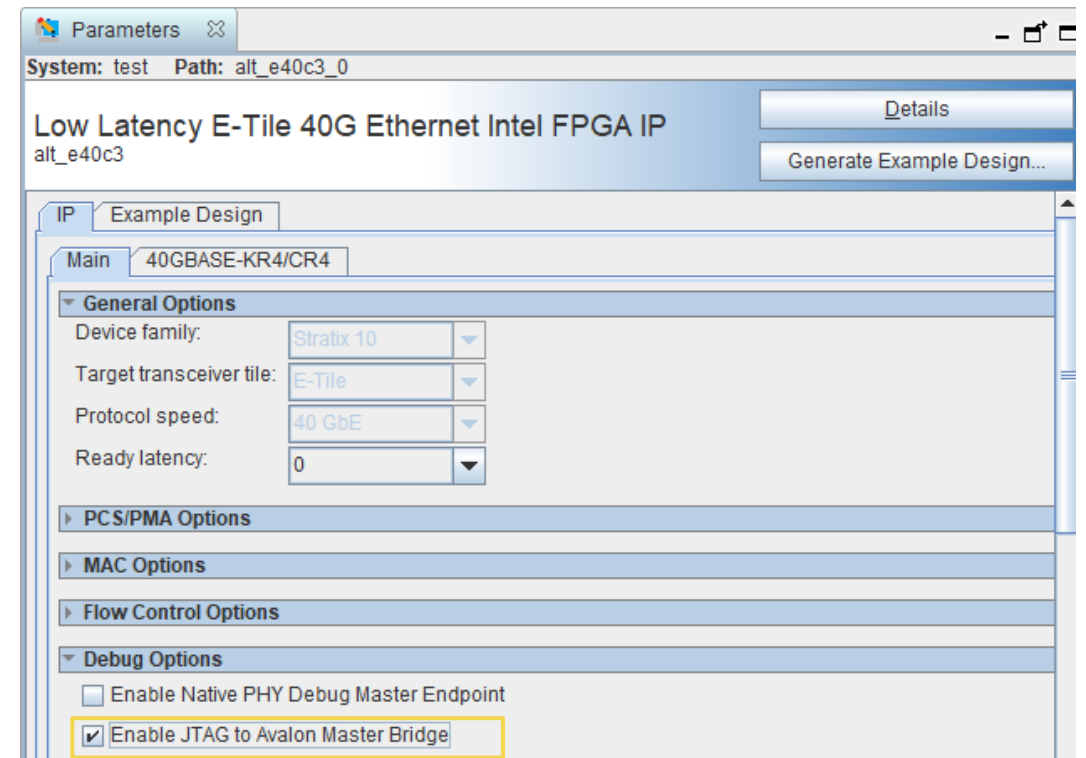 Parameters
System: test Path: alt_e40c3_0
Low Latency E-Tile 40G Ethernet Intel FPGA IP
alt_e40c3
Details
Generate Example Design...
IP Example Design
Main 40GBASE-KR4/CR4
General Options
Device family: Stratix 10
Target transceiver tile: E-Tile
Protocol speed: 40 GbE
Ready latency: 0
PCS/PMA Options
MAC Options
Flow Control Options
Debug Options
Enable Native PHY Debug Master Endpoint
Enable JTAG to Avalon Master Bridge